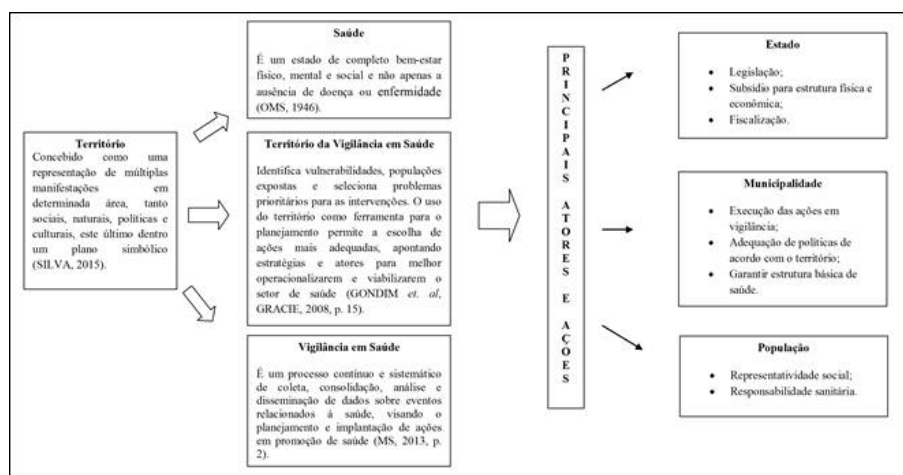 Território
Concebido como uma
representação de múltiplas
manifestações em
determinada área, tanto
sociais, naturais, políticas e
culturais, este último dentro
um plano simbólico
(SILVA, 2015).
Saúde
É um estado de completo bem-estar
físico, mental e social e não apenas a
ausência de doença ou enfermidade
(OMS, 1946).
Território da Vigilância em Saúde
Identifica vulnerabilidades, populações
expostas e seleciona problemas
prioritários para as intervenções. O uso
do território como ferramenta para o
planejamento permite a escolha de
ações mais adequadas, apontando
estratégias e atores para melhor
operacionalizarem e viabilizarem o
setor de saúde (GONDIM et. al,
GRACIE, 2008, p. 15).
Vigilância em Saúde
É um processo contínuo e sistemático
de coleta, consolidação, análise e
disseminação de dados sobre eventos
relacionados á saúde, visando o
planejamento e implantação de ações
em promoção de saúde (MS, 2013, p.
2).
PRINCIPAIS ATORES E AÇOES
Estado
• Legislação;
• Subsídio para estrutura física e
econômica;
• Fiscalização.
Municipalidade
• Execução das ações em
vigilância;
• Adequação de políticas de
acordo com o território;
• Garantir estrutura básica de
saúde.
População
• Representatividade social;
• Responsabilidade sanitária.